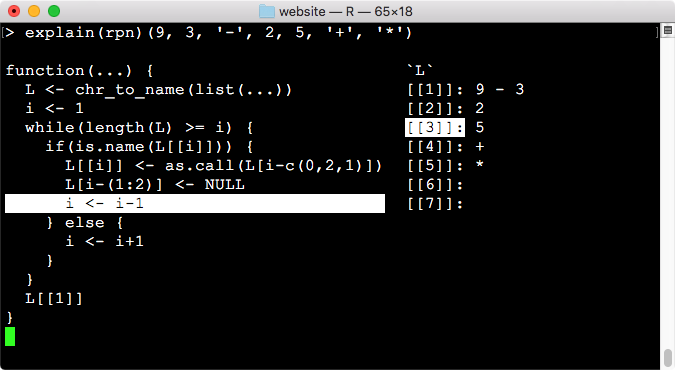 website — R — 65×18
> explain(rpn)(9, 3, '-', 2, 5, '+', '*')
function(...) {
  L <- chr_to_name(list(...))
  i <- 1
  while(length(L) >= i) {
    if(is.name(L[[i]])) {
      L[[i]] <- as.call(L[i-c(0,2,1)])
      L[i-(1:2)] <- NULL
      i <- i-1
    } else {
      i <- i+1
    }
  }
  L[[1]]
}
`L`
[[1]]: 9 - 3
[[2]]: 2
[[3]]: 5
[[4]]: +
[[5]]: *
[[6]]:
[[7]]: